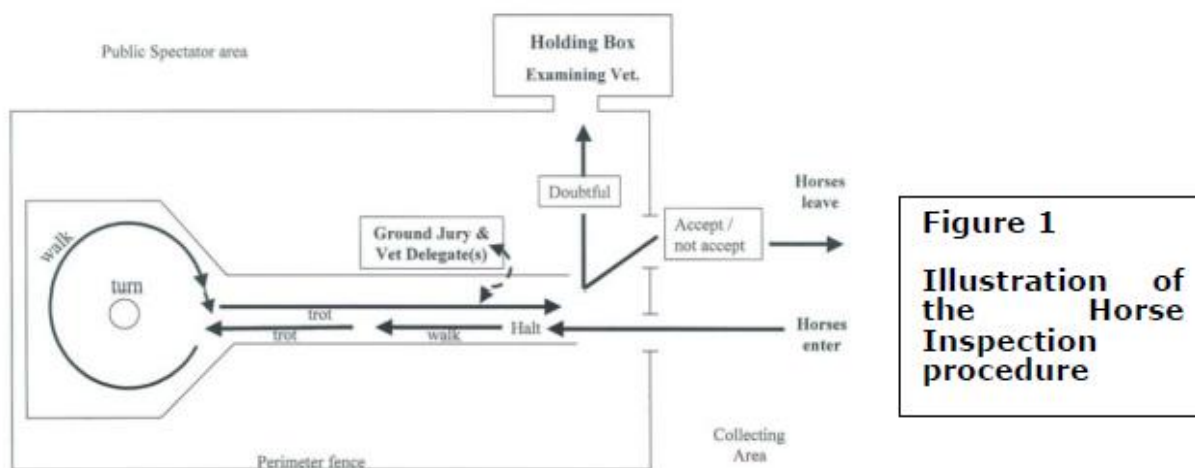 Public Spectator area
Holding Box
Examining Vet.
Doubtful
Horses
leave
Accept /
not accept
Ground Jury &
Vet Delegate(s)
walk
turn
trot
trot
walk
Halt
Horses
enter
Collecting
Area
Perimeter fence
Figure 1
Illustration of
the Horse
Inspection
procedure